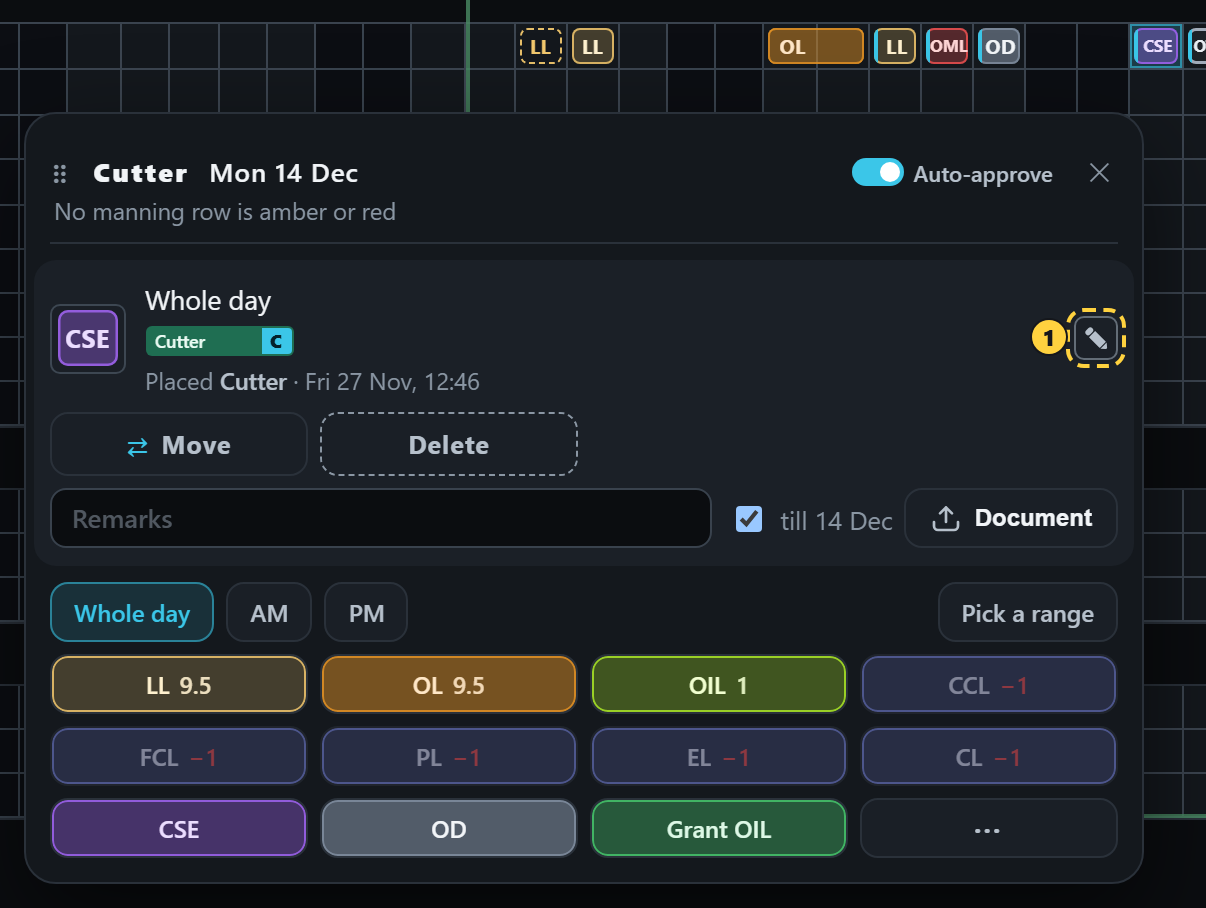 LL LL OL LL OML OD CSE
Cutter Mon 14 Dec Auto-approve
No manning row is amber or red
Whole day
CSE
Cutter C
1
Placed Cutter · Fri 27 Nov, 12:46
Move Delete
Remarks till 14 Dec Document
Whole day AM PM Pick a range
LL 9.5 OL 9.5 OIL 1 CCL −1
FCL −1 PL −1 EL −1 CL −1
CSE OD Grant OIL ...